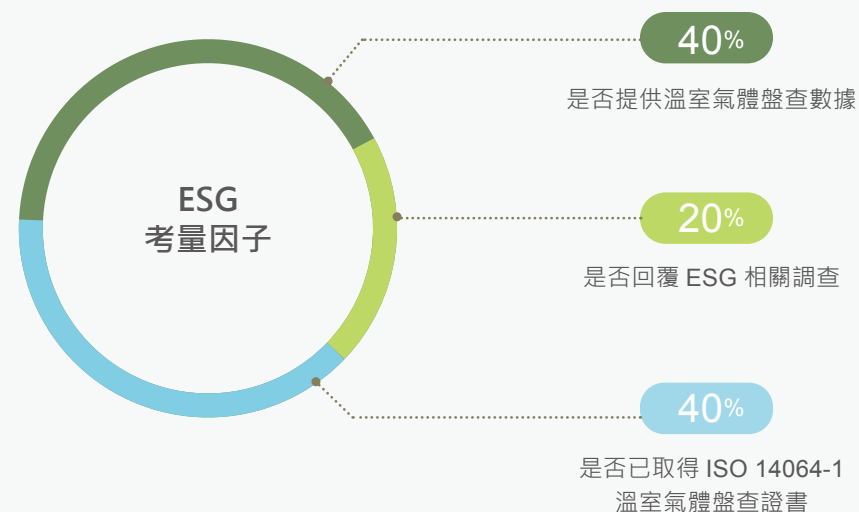 ESG
考量因子
40%
是否提供溫室氣體盤查數據
20%
是否回覆 ESG 相關調查
40%
是否已取得 ISO 14064-1
溫室氣體盤查證書